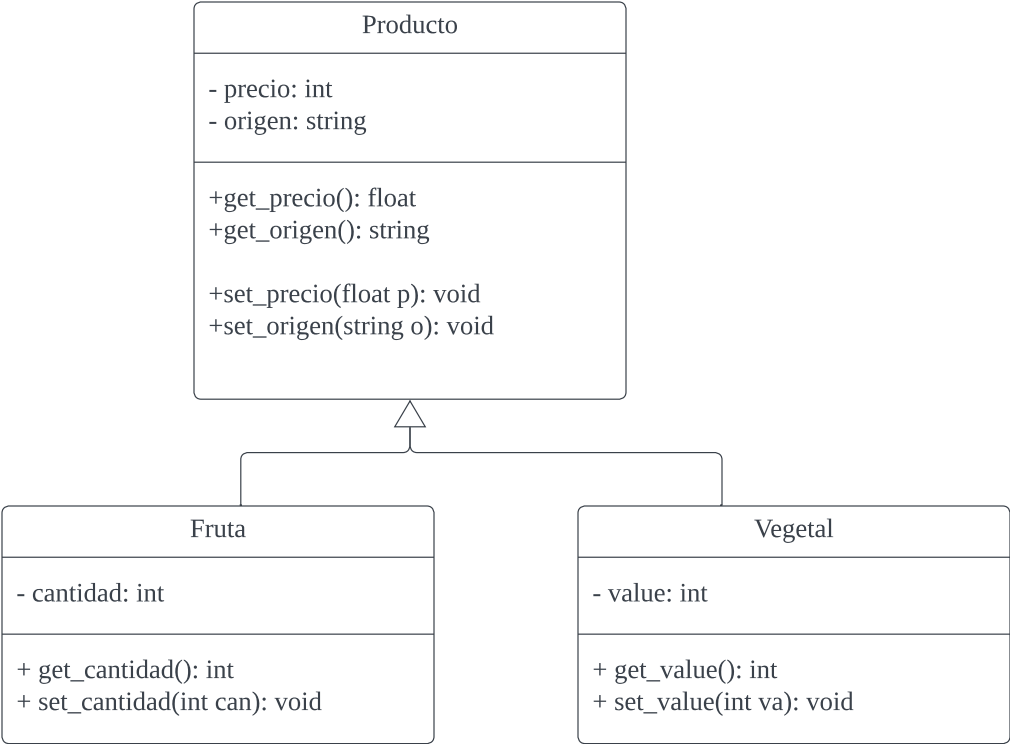 Producto
- precio: int
- origen: string
+get_precio(): float
+get_origen(): string
+set_precio(float p): void
+set_origen(string o): void
Fruta
- cantidad: int
+ get_cantidad(): int
+ set_cantidad(int can): void
Vegetal
- value: int
+ get_value(): int
+ set_value(int va): void